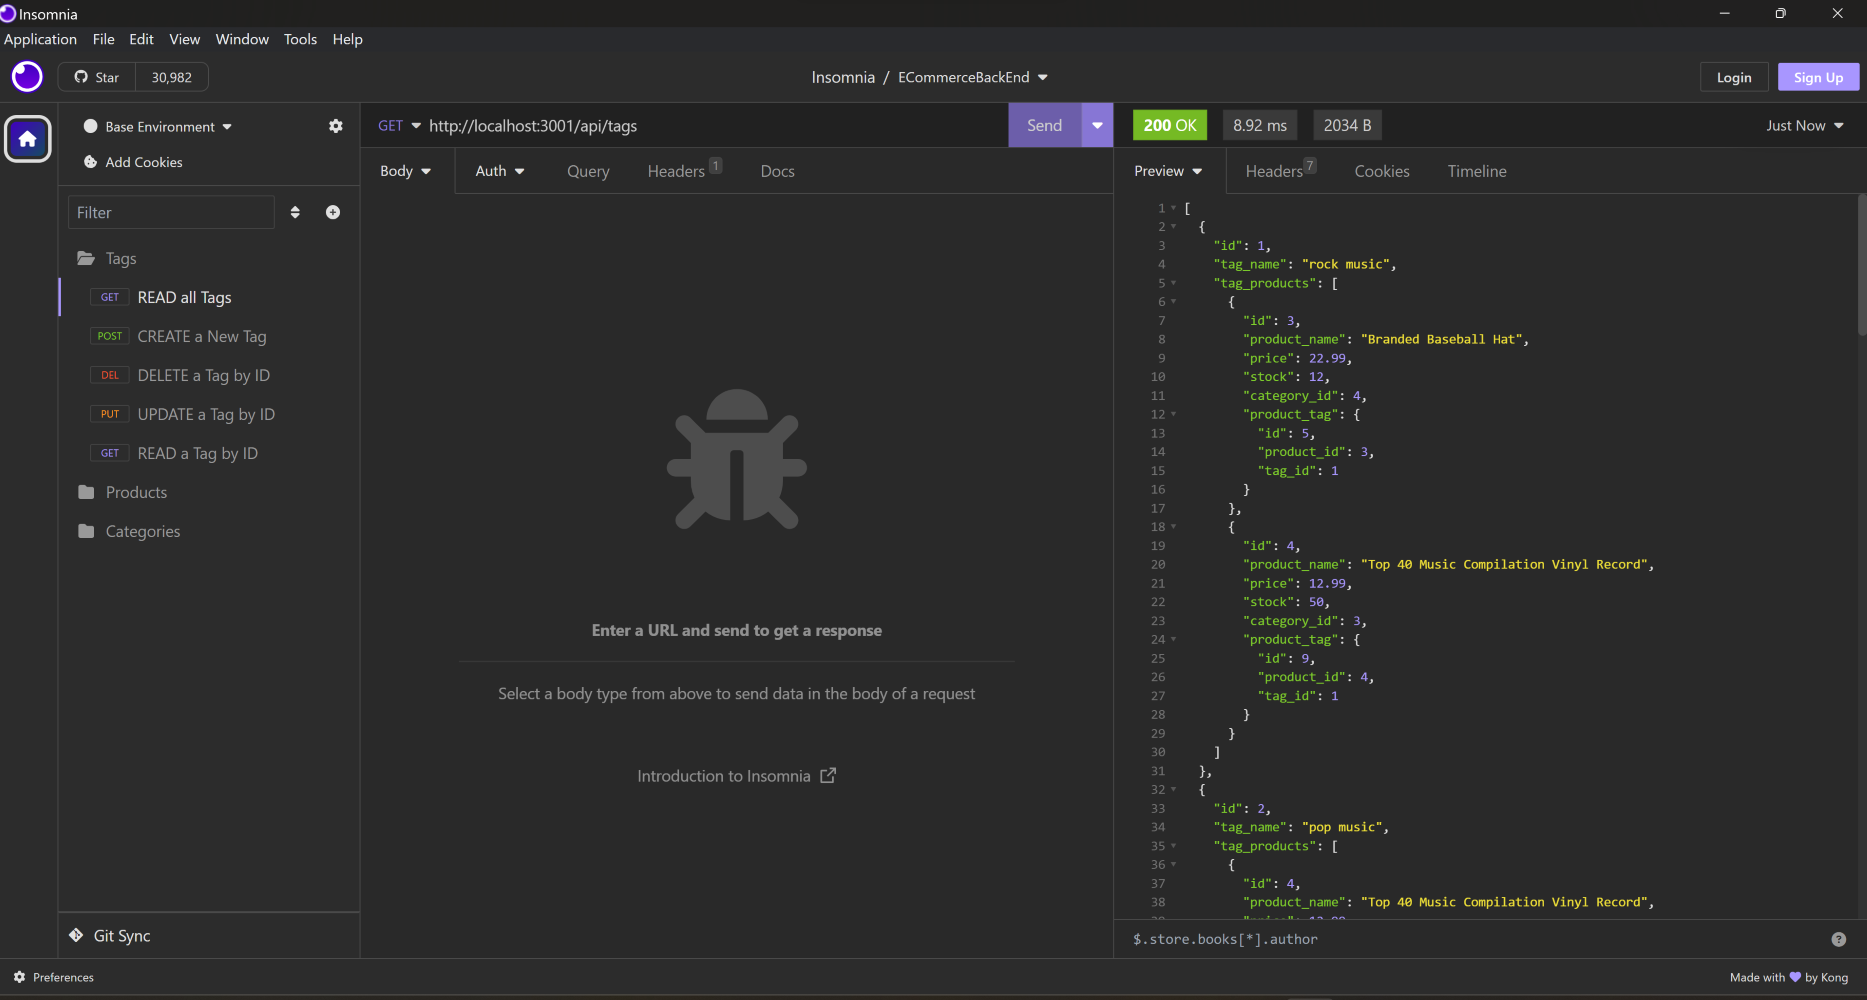 Insomnia
Application File Edit View Window Tools Help
Star 30,982
Insomnia / ECommerceBackEnd
Login Sign Up
Base Environment
Add Cookies
Filter
Tags
GET READ all Tags
POST CREATE a New Tag
DEL DELETE a Tag by ID
PUT UPDATE a Tag by ID
GET READ a Tag by ID
Products
Categories
Git Sync
Preferences
GET http://localhost:3001/api/tags Send
Body Auth Query Headers 1 Docs
Enter a URL and send to get a response
Select a body type from above to send data in the body of a request
Introduction to Insomnia
200 OK 8.92 ms 2034 B Just Now
Preview Headers 7 Cookies Timeline
1 [
2 {
3 "id": 1,
4 "tag_name": "rock music",
5 "tag_products": [
6 {
7 "id": 3,
8 "product_name": "Branded Baseball Hat",
9 "price": 22.99,
10 "stock": 12,
11 "category_id": 4,
12 "product_tag": {
13 "id": 5,
14 "product_id": 3,
15 "tag_id": 1
16 }
17 },
18 {
19 "id": 4,
20 "product_name": "Top 40 Music Compilation Vinyl Record",
21 "price": 12.99,
22 "stock": 50,
23 "category_id": 3,
24 "product_tag": {
25 "id": 9,
26 "product_id": 4,
27 "tag_id": 1
28 }
29 }
30 ]
31 },
32 {
33 "id": 2,
34 "tag_name": "pop music",
35 "tag_products": [
36 {
37 "id": 4,
38 "product_name": "Top 40 Music Compilation Vinyl Record",
$.store.books[*].author
Made with 💜 by Kong